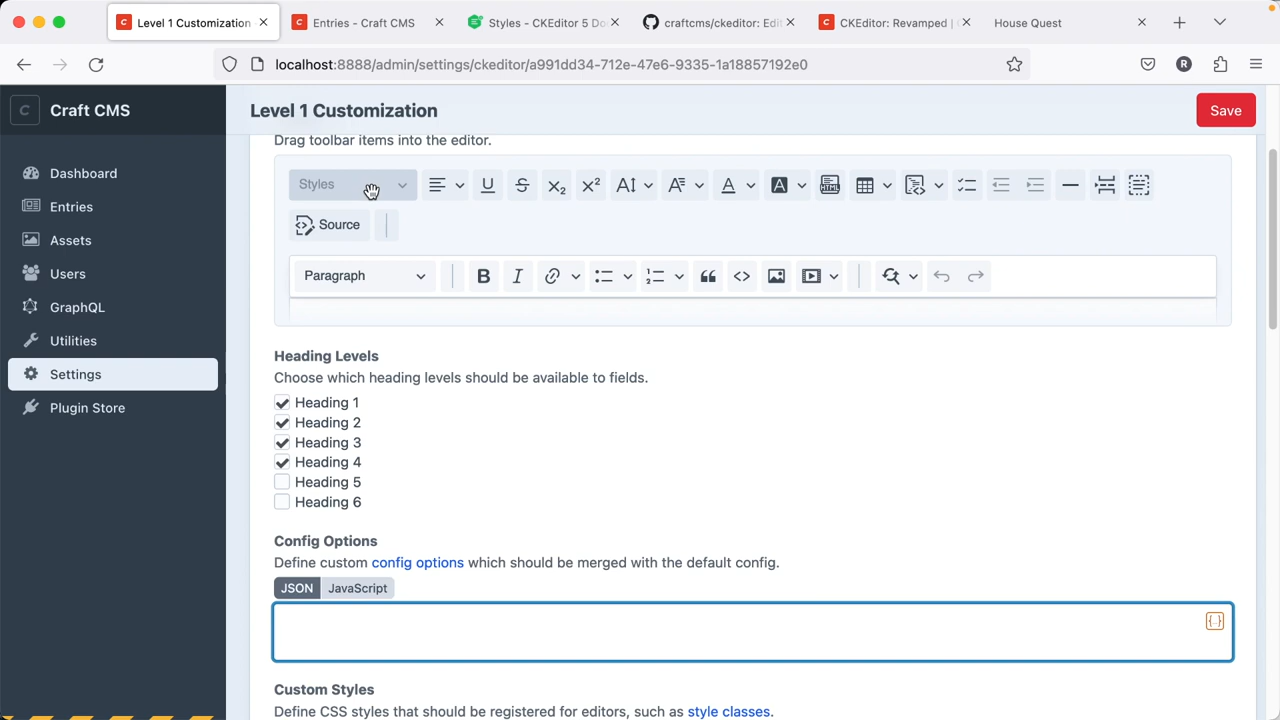 Level 1 Customization
Entries - Craft CMS
Styles - CKEditor 5 Do
craftcms/ckeditor: Edi
CKEditor: Revamped |
House Quest
localhost:8888/admin/settings/ckeditor/a991dd34-712e-47e6-9335-1a18857192e0
R
C Craft CMS
Level 1 Customization
Save
Drag toolbar items into the editor.
Dashboard
Entries
Assets
Users
GraphQL
Utilities
Settings
Plugin Store
Styles
HTML
Source
Paragraph
B I
Heading Levels
Choose which heading levels should be available to fields.
Heading 1
Heading 2
Heading 3
Heading 4
Heading 5
Heading 6
Config Options
Define custom config options which should be merged with the default config.
JSON JavaScript
{..}
Custom Styles
Define CSS styles that should be registered for editors, such as style classes.